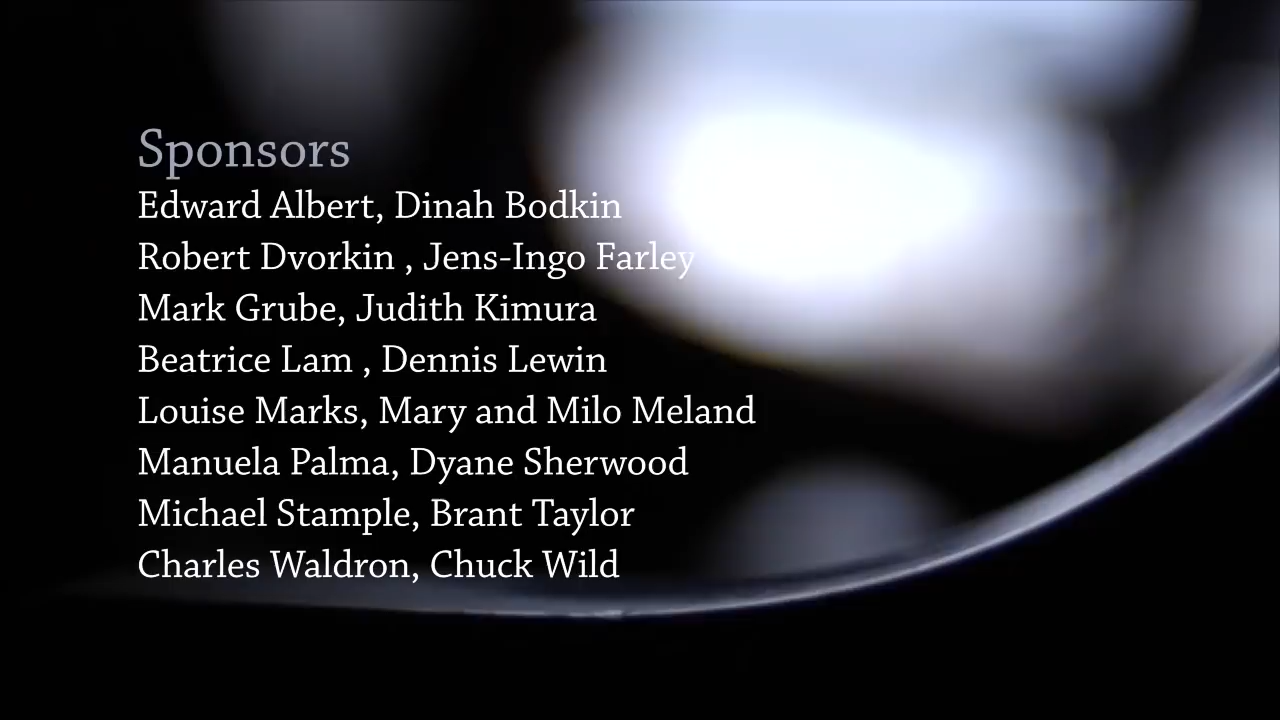 Sponsors
Edward Albert, Dinah Bodkin
Robert Dvorkin , Jens-Ingo Farley
Mark Grube, Judith Kimura
Beatrice Lam , Dennis Lewin
Louise Marks, Mary and Milo Meland
Manuela Palma, Dyane Sherwood
Michael Stample, Brant Taylor
Charles Waldron, Chuck Wild